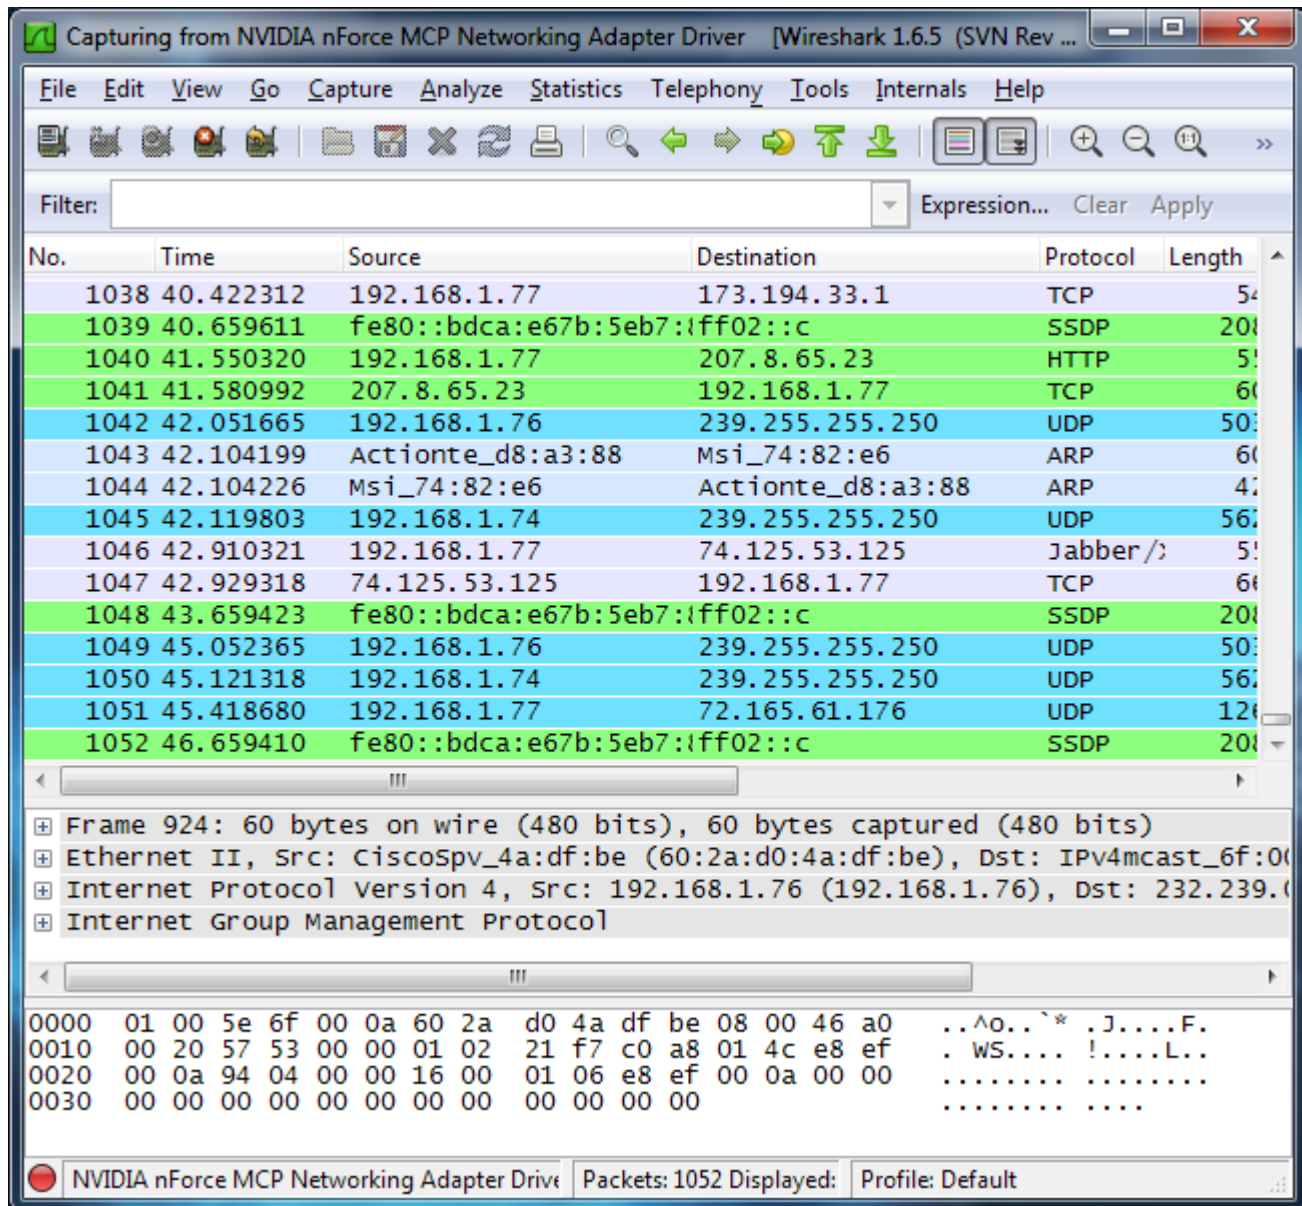 Capturing from NVIDIA nForce MCP Networking Adapter Driver [Wireshark 1.6.5 (SVN Rev ...
File Edit View Go Capture Analyze Statistics Telephony Tools Internals Help
Filter: Expression... Clear Apply
No. Time Source Destination Protocol Length
1038 40.422312 192.168.1.77 173.194.33.1 TCP 54
1039 40.659611 fe80::bdca:e67b:5eb7: ff02::c SSDP 208
1040 41.550320 192.168.1.77 207.8.65.23 HTTP 5
1041 41.580992 207.8.65.23 192.168.1.77 TCP 60
1042 42.051665 192.168.1.76 239.255.255.250 UDP 503
1043 42.104199 Actionte_d8:a3:88 Msi_74:82:e6 ARP 60
1044 42.104226 Msi_74:82:e6 Actionte_d8:a3:88 ARP 42
1045 42.119803 192.168.1.74 239.255.255.250 UDP 562
1046 42.910321 192.168.1.77 74.125.53.125 Jabber/ 5
1047 42.929318 74.125.53.125 192.168.1.77 TCP 66
1048 43.659423 fe80::bdca:e67b:5eb7: ff02::c SSDP 208
1049 45.052365 192.168.1.76 239.255.255.250 UDP 503
1050 45.121318 192.168.1.74 239.255.255.250 UDP 562
1051 45.418680 192.168.1.77 72.165.61.176 UDP 126
1052 46.659410 fe80::bdca:e67b:5eb7: ff02::c SSDP 208
Frame 924: 60 bytes on wire (480 bits), 60 bytes captured (480 bits)
Ethernet II, Src: CiscoSpv_4a:df:be (60:2a:d0:4a:df:be), Dst: IPv4mcast_6f:00
Internet Protocol Version 4, Src: 192.168.1.76 (192.168.1.76), Dst: 232.239.0
Internet Group Management Protocol
0000 01 00 5e 6f 00 0a 60 2a d0 4a df be 08 00 46 a0 ..^o..`* .J....F.
0010 00 20 57 53 00 00 01 02 21 f7 c0 a8 01 4c e8 ef . WS.... !....L..
0020 00 0a 94 04 00 00 16 00 01 06 e8 ef 00 0a 00 00 ........ ........
0030 00 00 00 00 00 00 00 00 00 00 00 00 ........ ....
NVIDIA nForce MCP Networking Adapter Drive Packets: 1052 Displayed: Profile: Default